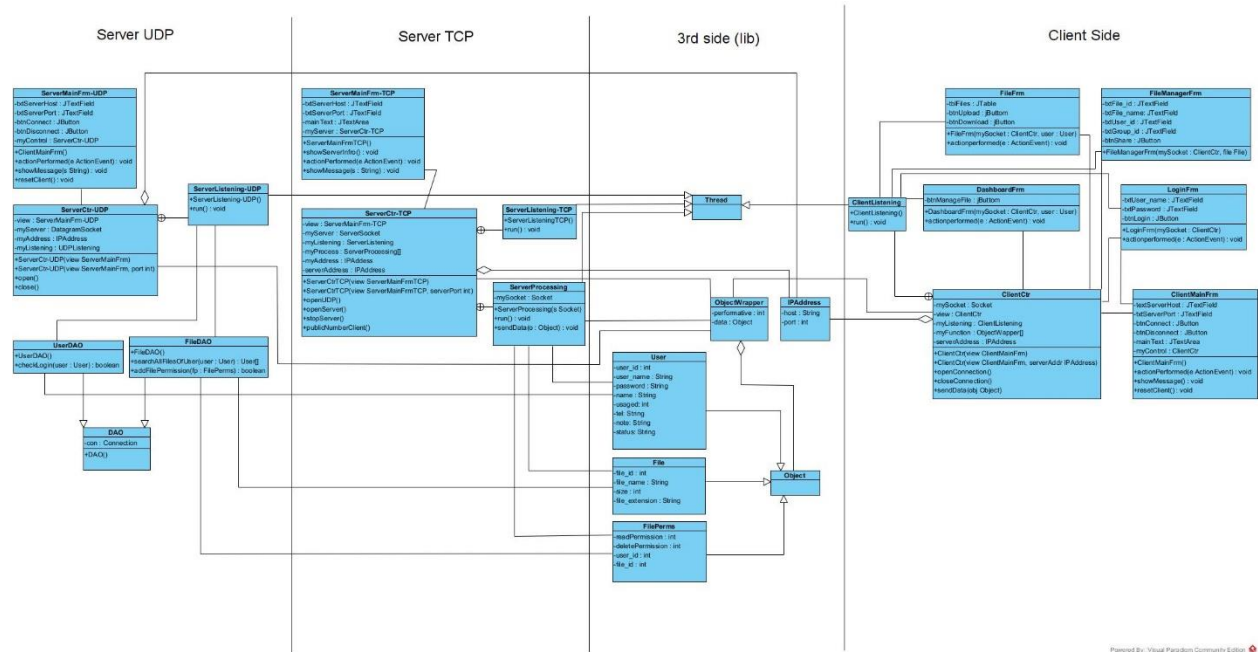 Server UDP
Server TCP
3rd side (lib)
Client Side
ServerMainFrm-UDP
-txtServerHost : JTextField
-txtServerPort : JTextField
-btnConnect : JButton
-btnDisconnect : JButton
-myControl : ServerCtr-UDP
+ClientMainFrm()
+actionPerformed(e ActionEvent) : void
+showMessage(s String) : void
+resetClient() : void
ServerListening-UDP
+ServerListening-UDP()
+run() : void
ServerCtr-UDP
-view : ServerMainFrm-UDP
-myServer : DatagramSocket
-myAddress : IPAddress
-myListening : UDPListening
+ServerCtr-UDP(view ServerMainFrm)
+ServerCtr-UDP(view ServerMainFrm, port int)
+open()
+close()
UserDAO
+UserDAO()
+checkLogin(user : User) : boolean
FileDAO
+FileDAO()
+searchAllFilesOfUser(user : User) : User[]
+addFilePermission(fp : FilePerms) : boolean
DAO
-con : Connection
+DAO()
ServerMainFrm-TCP
-txtServerHost : JTextField
-txtServerPort : JTextField
-mainText : JTextArea
-myServer : ServerCtr-TCP
+ServerMainFrmTCP()
+showServerInfro() : void
+actionPerformed(e ActionEvent) : void
+showMessage(s : String) : void
ServerCtr-TCP
-view : ServerMainFrm-TCP
-myServer : ServerSocket
-myListening : ServerListening
-myProcess : ServerProcessing[]
-myAddress : IPAddess
-serverAddress : IPAddress
+ServerCtrTCP(view ServerMainFrmTCP)
+ServerCtrTCP(view ServerMainFrmTCP, serverPort int)
+openUDP()
+openServer()
+stopServer()
+publicNumberClient()
ServerListening-TCP
+ServerListeningTCP()
+run() : void
ServerProcessing
-mySocket : Socket
+ServerProcessing(s Socket)
+run() : void
+sendData(o Object) : void
Thread
ObjectWrapper
-performative : int
-data : Object
IPAddress
-host : String
-port : int
User
-user_id : int
-user_name : String
-password : String
-name : String
-usaged: int
-tel: String
-note: String
-status: String
File
-file_id : int
-file_name : String
-size : int
-file_extension : String
FilePerms
-readPermission : int
-deletePermission : int
-user_id : int
-file_id : int
Object
ClientListening
+ClientListening()
+run() : void
FileFrm
-tblFiles : JTable
-btnUpload : jButtom
-btnDownload : jButton
+FileFrm(mySocket : ClientCtr, user : User)
+actionperformed(e : ActionEvent) : void
FileManagerFrm
-txtFile_id : JTextField
-txtFile_name: JTextField
-txtUser_id : JTextField
-txtGroup_id : JTextField
-btnShare : JButton
+FileManagerFrm(mySocket : ClientCtr, file File)
DashboardFrm
-btnManageFile : jButtom
+DashboardFrm(mySocket : ClientCtr, user : User)
+actionperformed(e : ActionEvent) : void
LoginFrm
-txtUser_name : JTextField
-txtPassword : JTextField
-btnLogin : JButton
+LoginFrm(mySocket : ClientCtr)
+actionperformed(e : ActionEvent) : void
ClientCtr
-mySocket : Socket
-view : ClientCtr
-myListening : ClientListening
-myFunction : ObjectWapper[]
-serverAddress : IPAddress
+ClientCtr(view ClientMainFrm)
+ClientCtr(view ClientMainFrm, serverAddr IPAddress)
+openConnection()
+closeConnection()
+sendData(obj Object)
ClientMainFrm
-textServerHost : JTextField
-txtServerPort : JTextField
-btnConnect : JButton
-btnDisconnect : JButton
-mainText : JTextArea
-myControl : ClientCtr
+ClientMainFrm()
+actionPerformed(e ActionEvent) : void
+showMessage() : void
+resetClient() : void
Powered By: Visual Paradigm Community Edition